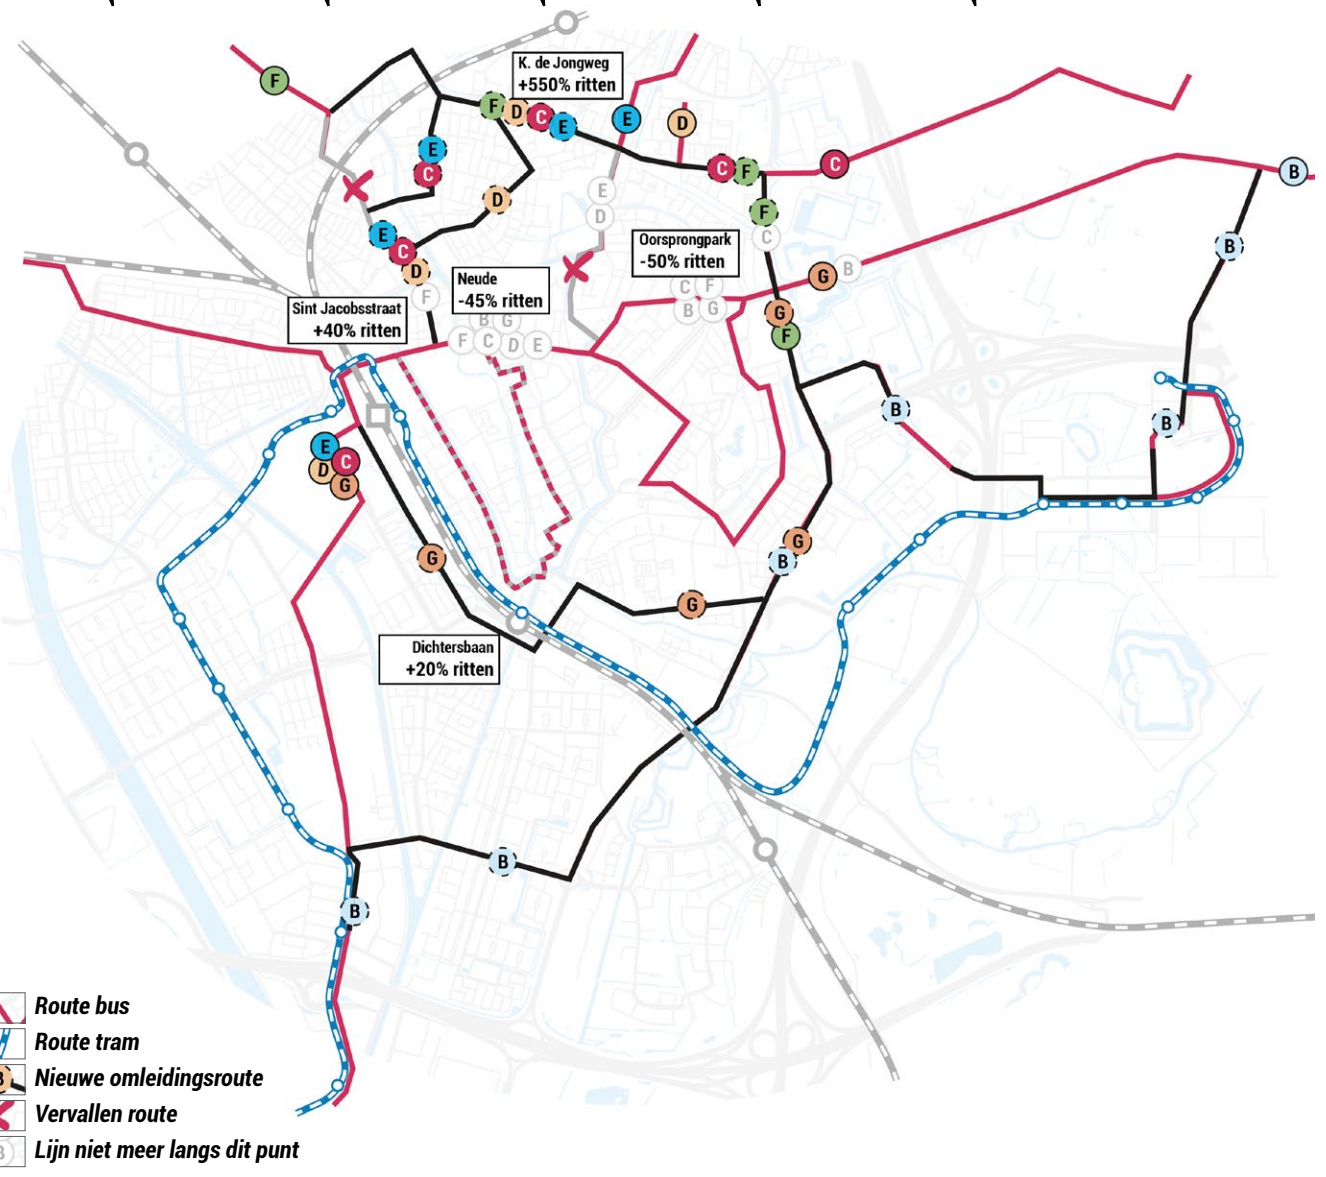 K. de Jongweg
+550% ritten
F
F
D
C
E
E
D
E
C
C
F
C
B
D
E
D
F
C
E
C
D
F
Oorsprongpark
-50% ritten
B
G
B
C
F
B
G
Neude
-45% ritten
B
G
F
C
D
E
Sint Jacobsstraat
+40% ritten
G
F
B
B
E
D
C
G
G
G
B
G
Dichtersbaan
+20% ritten
B
B
Route bus
Route tram
B
Nieuwe omleidingsroute
Vervallen route
B
Lijn niet meer langs dit punt